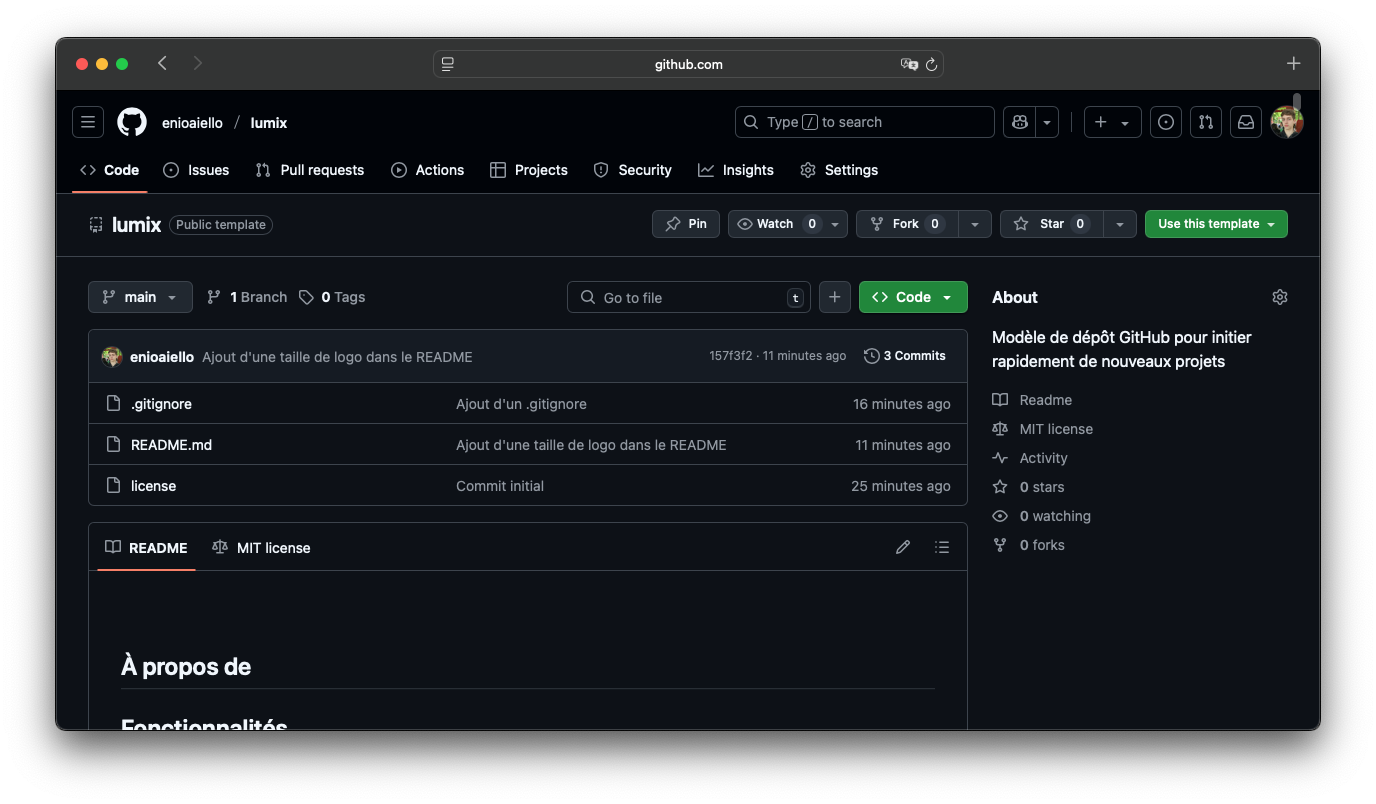 github.com
enioaiello / lumix
Type / to search
Code Issues Pull requests Actions Projects Security Insights Settings
lumix Public template
Pin Watch 0 Fork 0 Star 0 Use this template
main 1 Branch 0 Tags Go to file t Code
enioaiello Ajout d'une taille de logo dans le README 157f3f2 · 11 minutes ago 3 Commits
.gitignore Ajout d'un .gitignore 16 minutes ago
README.md Ajout d'une taille de logo dans le README 11 minutes ago
license Commit initial 25 minutes ago
README MIT license
À propos de
Fonctionnalités
About
Modèle de dépôt GitHub pour initier
rapidement de nouveaux projets
Readme
MIT license
Activity
0 stars
0 watching
0 forks